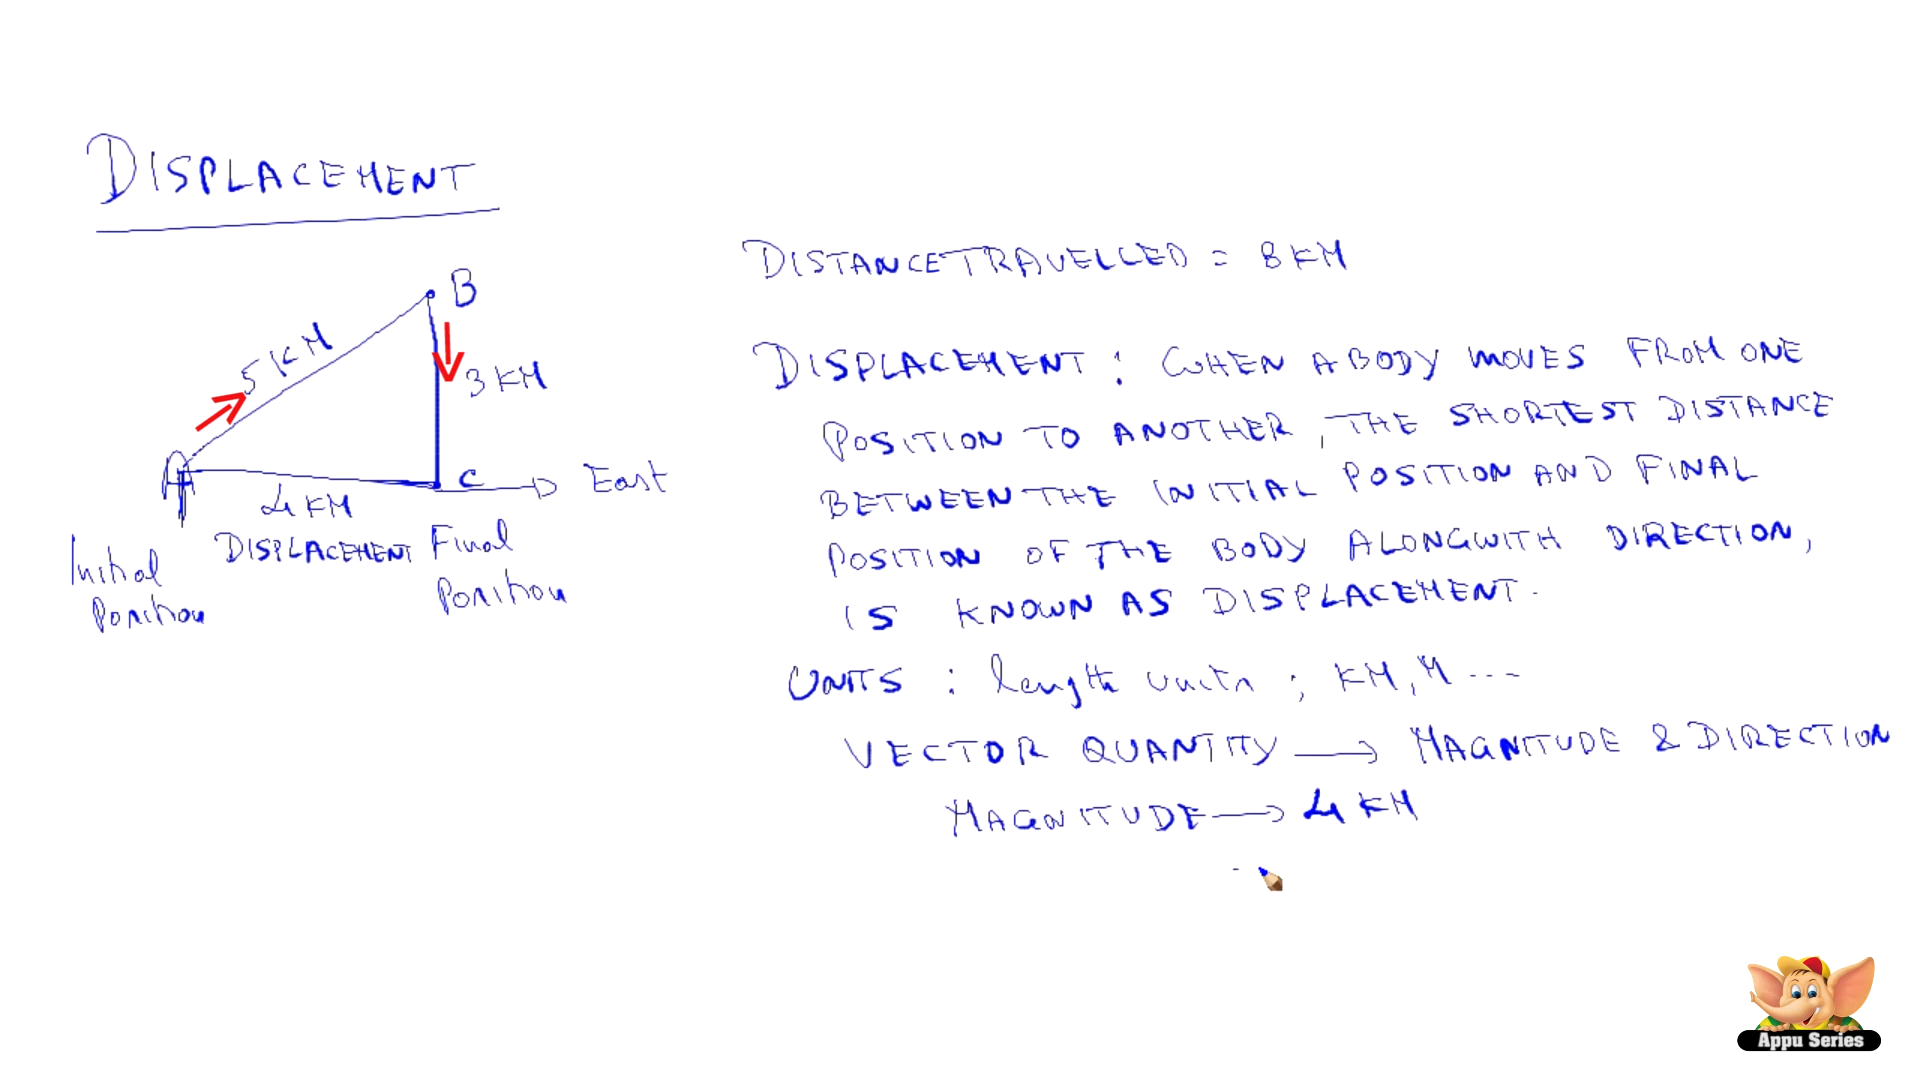 DISPLACEMENT
B
5 KM
3 KM
A
C
East
4 KM
Initial
Position
DISPLACEMENT
Final
Position
DISTANCE TRAVELLED = 8 KM
DISPLACEMENT : WHEN A BODY MOVES FROM ONE
POSITION TO ANOTHER, THE SHORTEST DISTANCE
BETWEEN THE INITIAL POSITION AND FINAL
POSITION OF THE BODY ALONGWITH DIRECTION,
IS KNOWN AS DISPLACEMENT.
UNITS : length units ; KM, M ---
VECTOR QUANTITY → MAGNITUDE & DIRECTION
MAGNITUDE → 4 KM
Appu Series